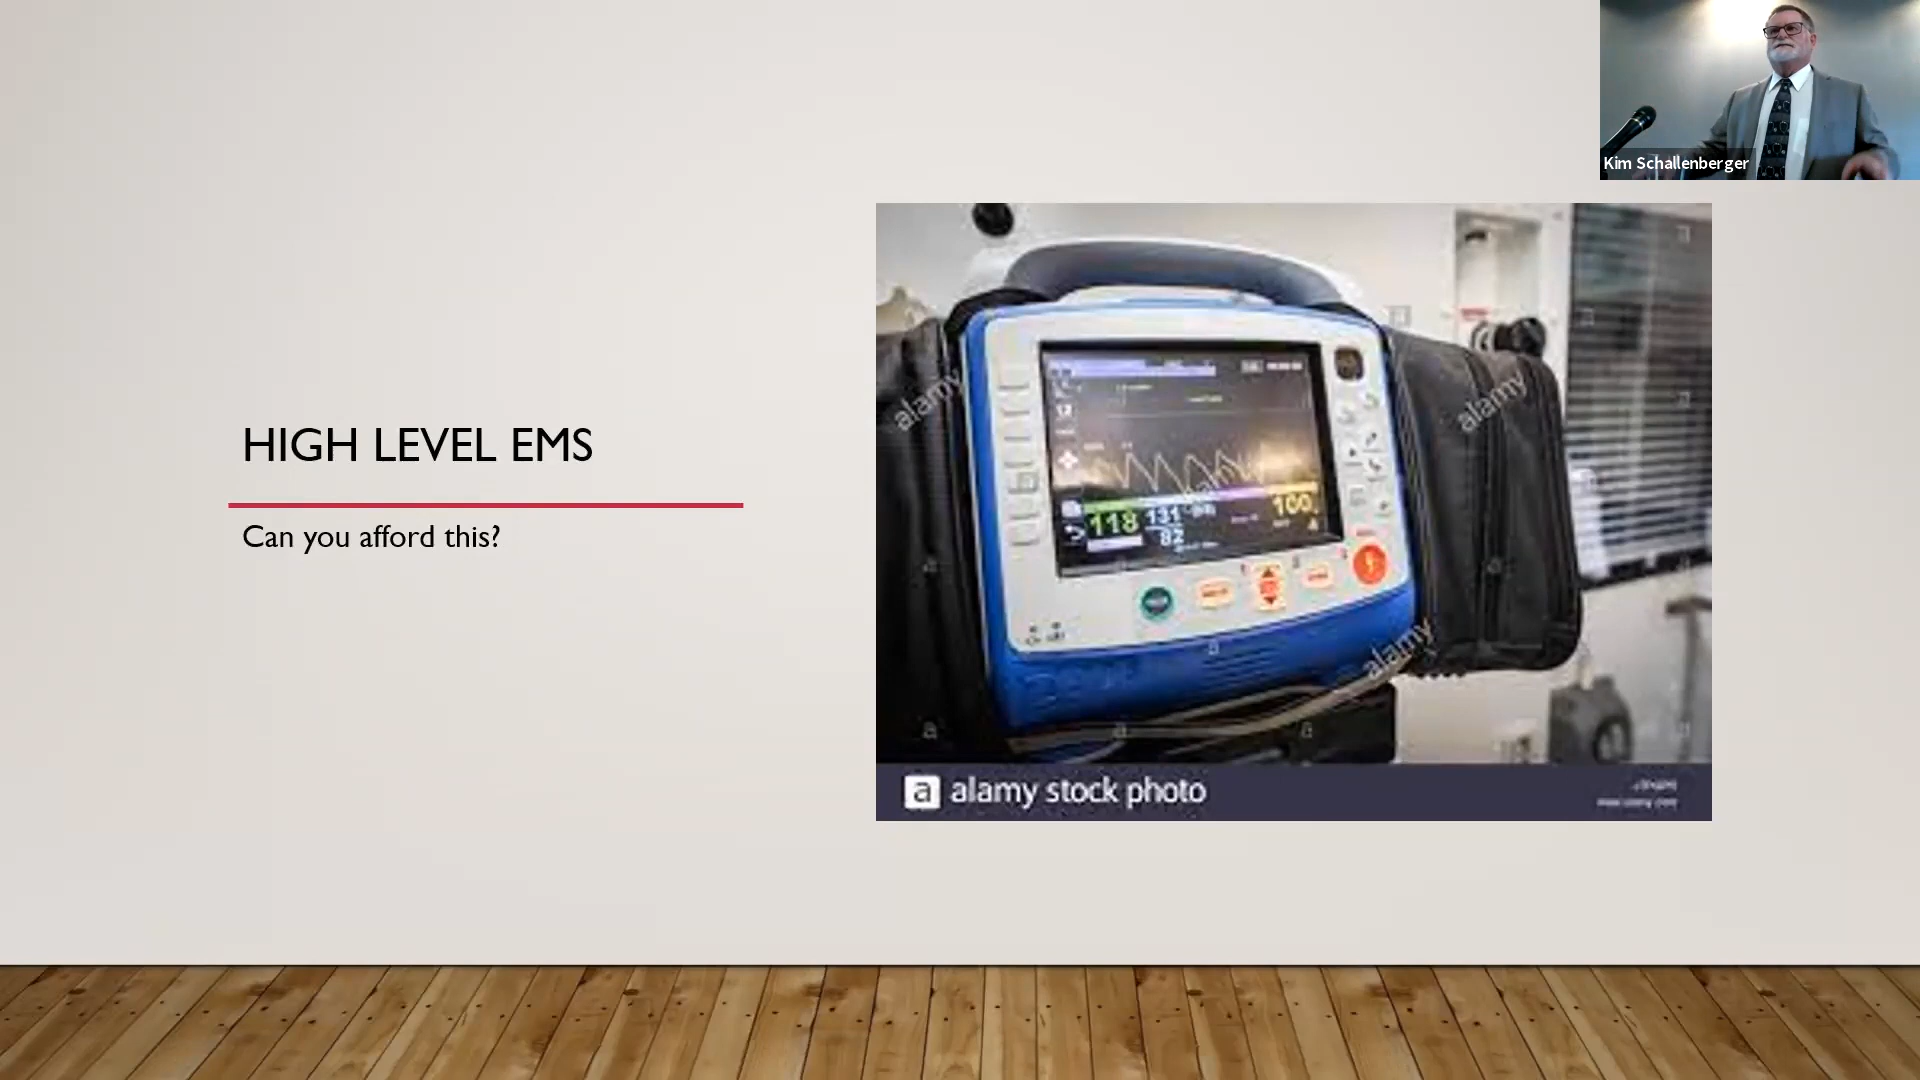 Kim Schallenberger
HIGH LEVEL EMS
Can you afford this?
alamy
alamy
118
131
82
100
alamy
a
a
a
a
a
a
a alamy stock photo